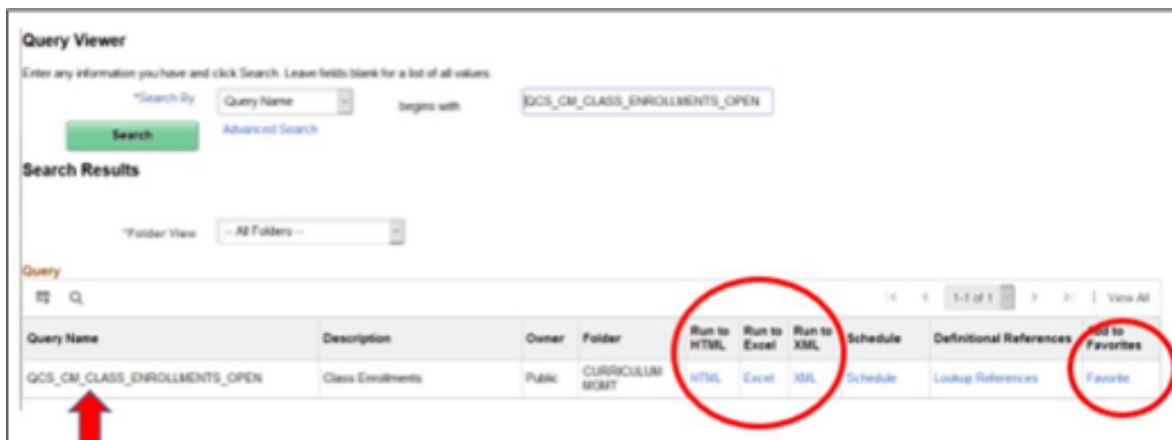 Query Viewer
Enter any information you have and click Search. Leave fields blank for a list of all values.
*Search By Query Name begins with QCS_CM_CLASS_ENROLLMENTS_OPEN
Search Advanced Search
Search Results
*Folder View -- All Folders --
Query
1-1 of 1 View All
Query Name Description Owner Folder Run to HTML Run to Excel Run to XML Schedule Definitional References Add to Favorites
QCS_CM_CLASS_ENROLLMENTS_OPEN Class Enrollments Public CURRICULUM MGMT HTML Excel XML Schedule Lookup References Favorite